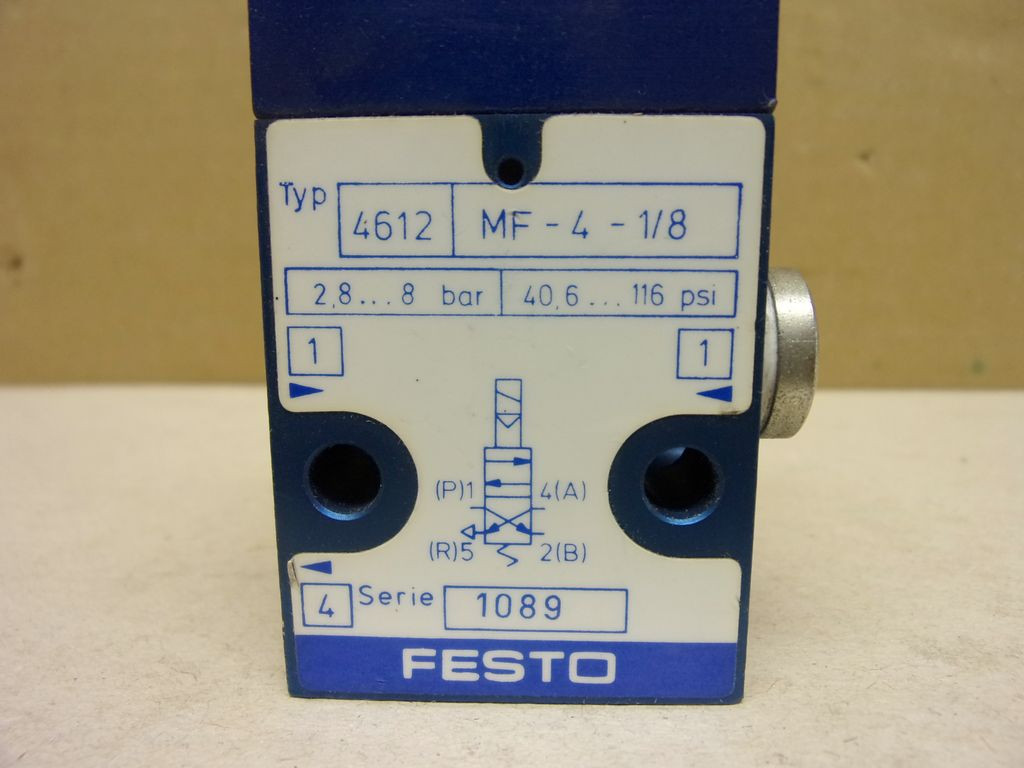 Typ 4612 MF - 4 - 1/8
2,8...8 bar 40,6...116 psi
1 1
(P)1 4(A)
(R)5 2(B)
4 Serie 1089
FESTO